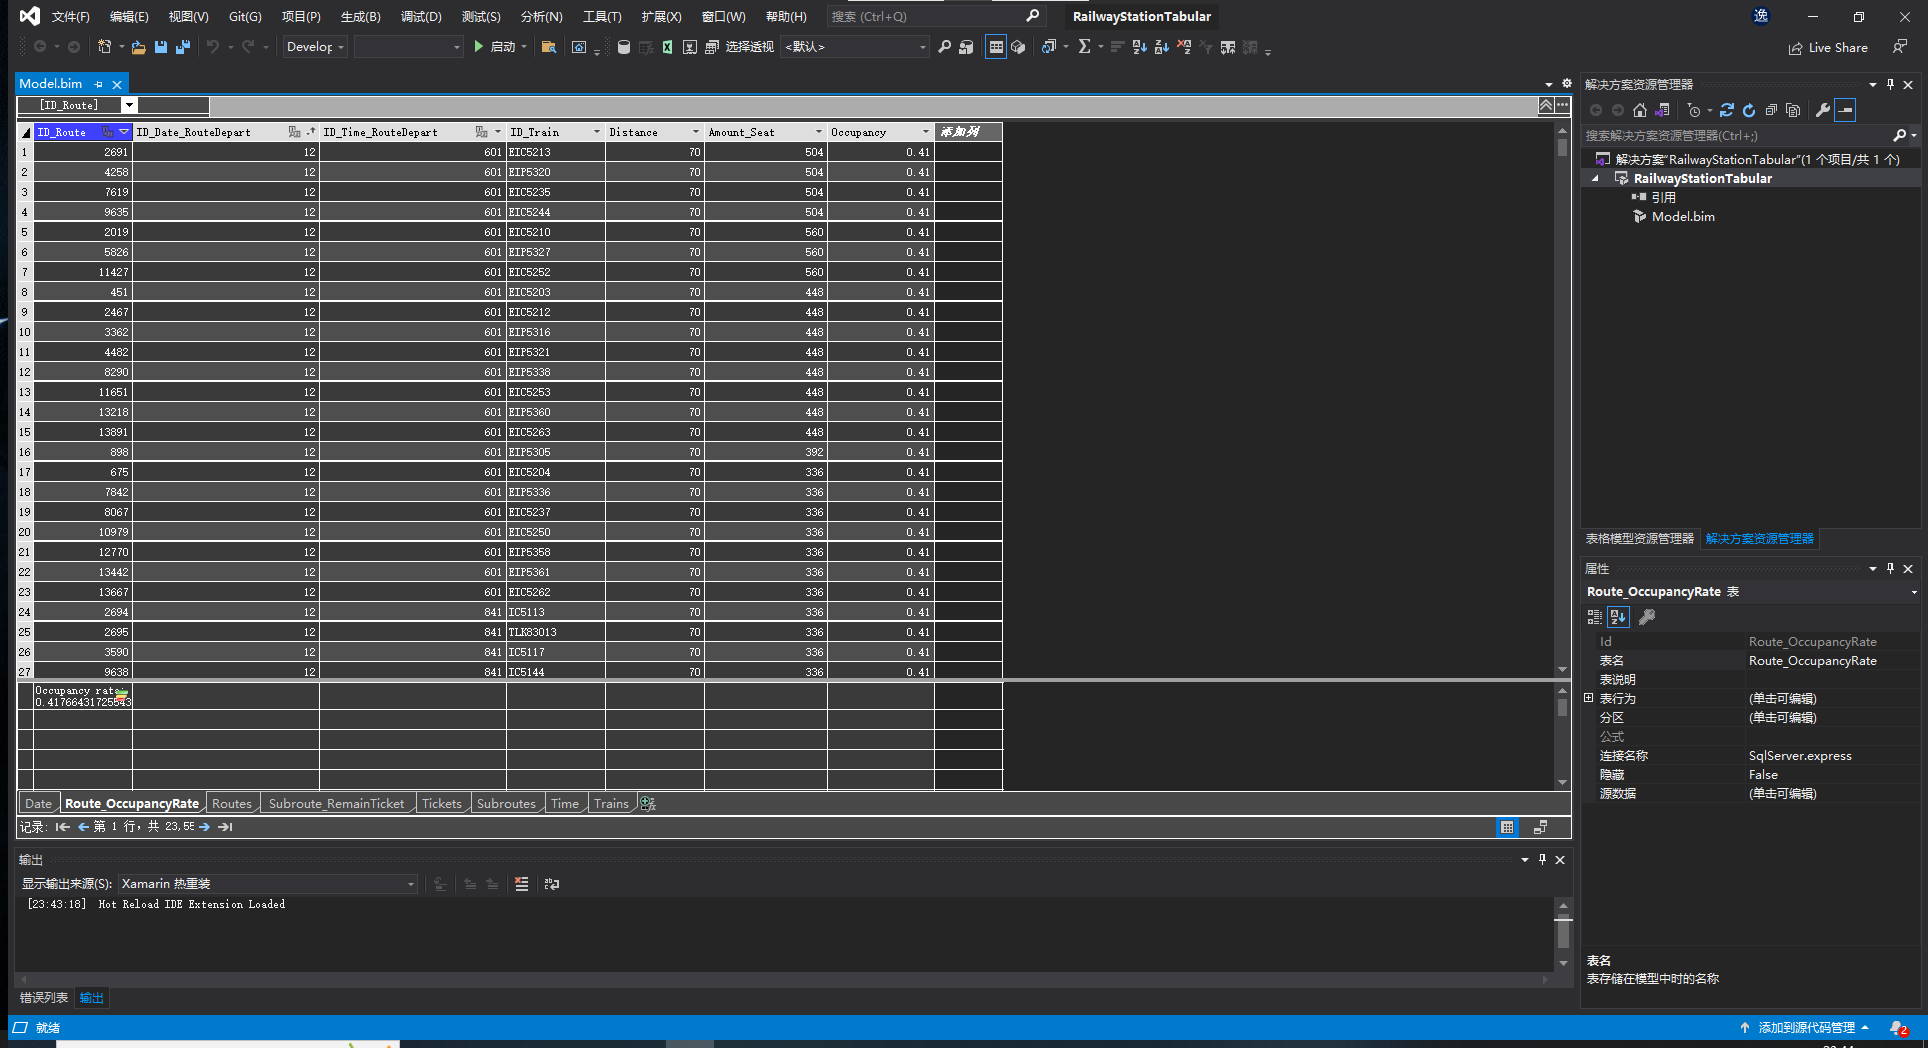 文件(F) 编辑(E) 视图(V) Git(G) 项目(P) 生成(B) 调试(D) 测试(S) 分析(N) 工具(T) 扩展(X) 窗口(W) 帮助(H) 搜索 (Ctrl+Q) RailwayStationTabular 逸
Develop 启动 选择透视 <默认> Live Share
Model.bim
[ID_Route]
ID_Route ID_Date_RouteDepart ID_Time_RouteDepart ID_Train Distance Amount_Seat Occupancy 添加列
1 2691 12 601 EIC5213 70 504 0.41
2 4258 12 601 EIP5320 70 504 0.41
3 7619 12 601 EIC5235 70 504 0.41
4 9635 12 601 EIC5244 70 504 0.41
5 2019 12 601 EIC5210 70 560 0.41
6 5826 12 601 EIP5327 70 560 0.41
7 11427 12 601 EIC5252 70 560 0.41
8 451 12 601 EIC5203 70 448 0.41
9 2467 12 601 EIC5212 70 448 0.41
10 3362 12 601 EIP5316 70 448 0.41
11 4482 12 601 EIP5321 70 448 0.41
12 8290 12 601 EIP5338 70 448 0.41
13 11651 12 601 EIC5253 70 448 0.41
14 13218 12 601 EIP5360 70 448 0.41
15 13891 12 601 EIC5263 70 448 0.41
16 898 12 601 EIP5305 70 392 0.41
17 675 12 601 EIC5204 70 336 0.41
18 7842 12 601 EIP5336 70 336 0.41
19 8067 12 601 EIC5237 70 336 0.41
20 10979 12 601 EIC5250 70 336 0.41
21 12770 12 601 EIP5358 70 336 0.41
22 13442 12 601 EIP5361 70 336 0.41
23 13667 12 601 EIC5262 70 336 0.41
24 2694 12 841 IC5113 70 336 0.41
25 2695 12 841 TLK83013 70 336 0.41
26 3590 12 841 IC5117 70 336 0.41
27 9638 12 841 IC5144 70 336 0.41
Occupancy rate:
0.41766431725543
Date Route_OccupancyRate Routes Subroute_RemainTicket Tickets Subroutes Time Trains
记录: 第 1 行，共 23,55
输出
显示输出来源(S): Xamarin 热重装
[23:43:18] Hot Reload IDE Extension Loaded
错误列表 输出
就绪
解决方案资源管理器
搜索解决方案资源管理器(Ctrl+;)
解决方案"RailwayStationTabular"(1 个项目/共 1 个)
RailwayStationTabular
引用
Model.bim
表格模型资源管理器 解决方案资源管理器
属性
Route_OccupancyRate 表
Id Route_OccupancyRate
表名 Route_OccupancyRate
表说明
表行为 (单击可编辑)
分区 (单击可编辑)
公式
连接名称 SqlServer.express
隐藏 False
源数据 (单击可编辑)
表名
表存储在模型中时的名称
添加到源代码管理 2